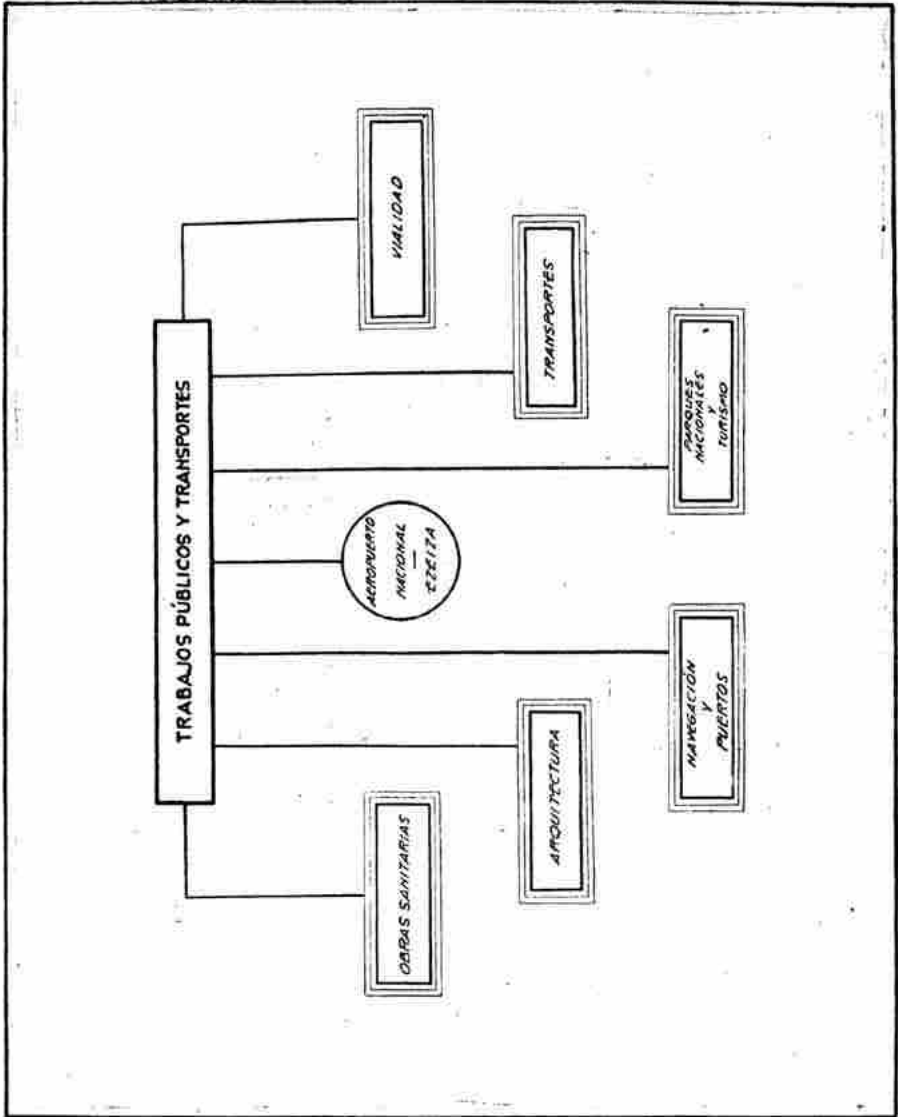 TRABAJOS PÚBLICOS Y TRANSPORTES
OBRAS SANITARIAS
ARQUITECTURA
NAVEGACIÓN
Y
PUERTOS
AEROPUERTO
NACIONAL
—
EZEIZA
PARQUES
NACIONALES
Y
TURISMO
TRANSPORTES
VIALIDAD